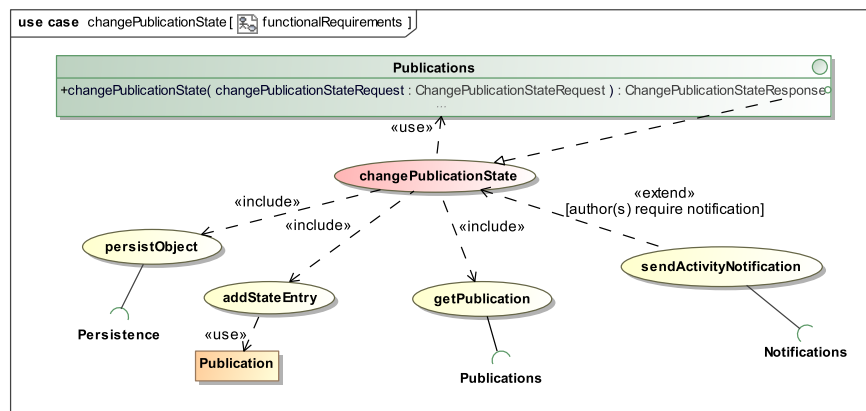 use case changePublicationState [ functionalRequirements ]
Publications
+changePublicationState( changePublicationStateRequest : ChangePublicationStateRequest ) : ChangePublicationStateResponse
...
«use»
changePublicationState
«extend»
[author(s) require notification]
«include»
«include»
«include»
persistObject
sendActivityNotification
addStateEntry
getPublication
Persistence
«use»
Notifications
Publication
Publications